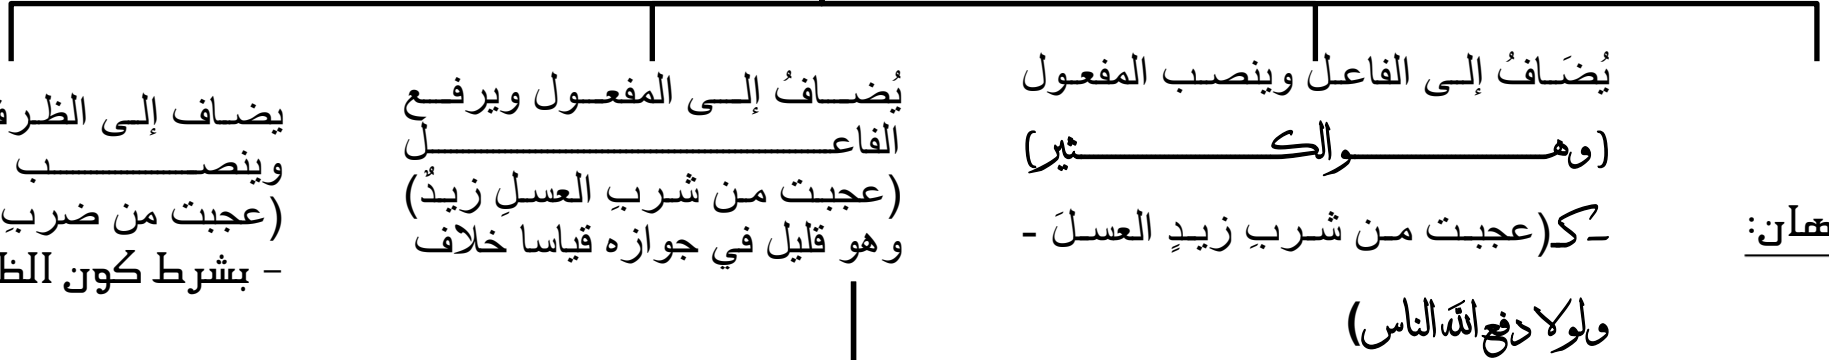 يُضَافُ إلى الفاعل وينصب المفعول
(وهو الكثير)
كـ(عجبت من شربِ زيدٍ العسلَ -
ولولا دفع الله الناس)
يُضافُ إلى المفعول ويرفع
الفاعل
(عجبت من شربِ العسلِ زيدٌ)
وهو قليل في جوازه قياسا خلاف
يضاف إلى
وينصب
(عجبت من ضربِ
- بشرط كون